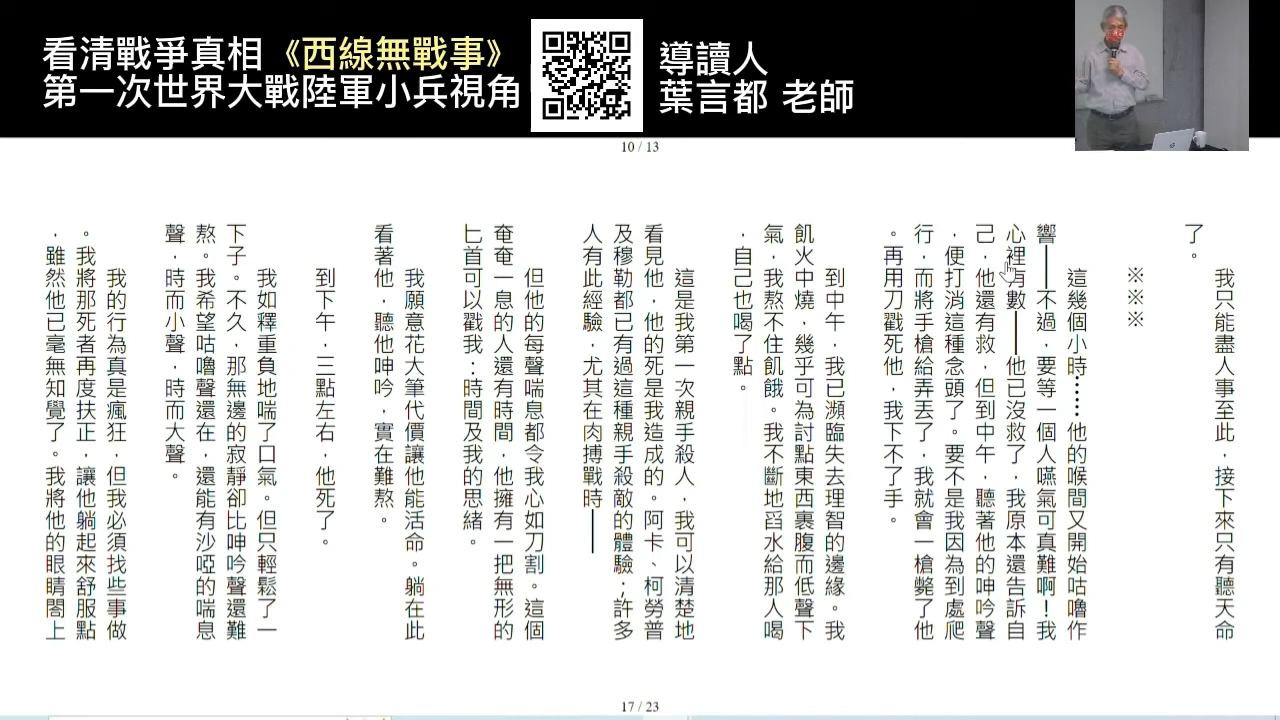 看清戰爭真相《西線無戰事》
第一次世界大戰陸軍小兵視角
導讀人
葉言都 老師
10 / 13
我只能盡人事至此，接下來只有聽天命
了。
※※※
這幾個小時……他的喉間又開始咕嚕作
響——不過，要等一個人嚥氣可真難啊！我
心裡有數——他已沒救了，我原本還告訴自
己，他還有救，但到中午，聽著他的呻吟聲
，便打消這種念頭了。要不是我因為到處爬
行，而將手槍給弄丟了，我就會一槍斃了他
。再用刀戳死他，我下不了手。
到中午，我已瀕臨失去理智的邊緣。我
飢火中燒，幾乎可為討點東西裹腹而低聲下
氣，我熬不住飢餓。我不斷地舀水給那人喝
，自己也喝了點。
這是我第一次親手殺人，我可以清楚地
看見他，他的死是我造成的。阿卡、柯勞普
及穆勒都已有過這種親手殺敵的體驗；許多
人有此經驗，尤其在肉搏戰時——
但他的每聲喘息都令我心如刀割。這個
奄奄一息的人還有時間，他擁有一把無形的
匕首可以戳我：時間及我的思緒。
我願意花大筆代價讓他能活命。躺在此
看著他，聽他呻吟，實在難熬。
到下午，三點左右，他死了。
我如釋重負地喘了口氣。但只輕鬆了一
下子。不久，那無邊的寂靜卻比呻吟聲還難
熬。我希望咕嚕聲還在，還能有沙啞的喘息
聲，時而小聲，時而大聲。
我的行為真是瘋狂，但我必須找些事做
。我將那死者再度扶正，讓他躺起來舒服點
，雖然他已毫無知覺了。我將他的眼睛闔上
17 / 23